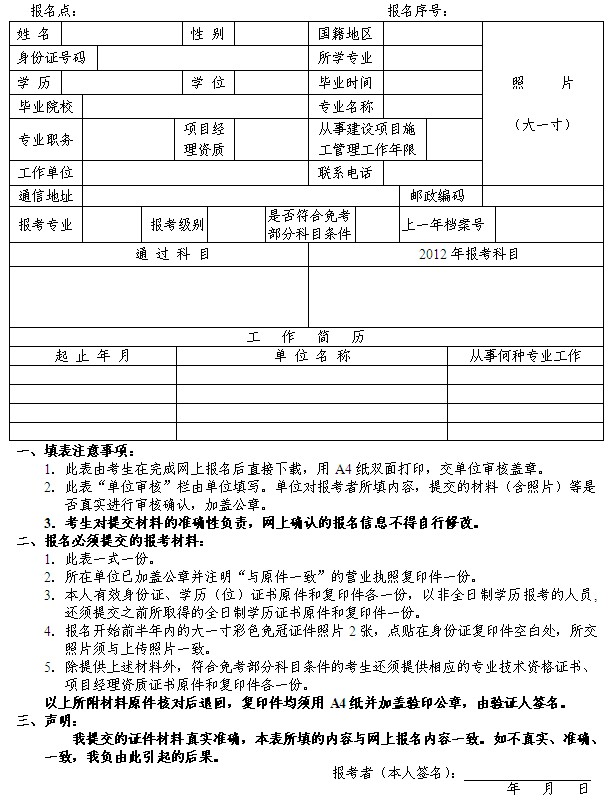 报名点： 报名序号：
姓 名 性 别 国籍地区
身份证号码 所学专业
学 历 学 位 毕业时间 照 片
毕业院校 专业名称 （大一寸）
专业职务 项目经 从事建设项目施
理资质 工管理工作年限
工作单位 联系电话
通信地址 邮政编码
报考专业 报考级别 是否符合免考 上一年档案号
部分科目条件
通 过 科 目 2012 年报考科目
工 作 简 历
起 止 年 月 单 位 名 称 从事何种专业工作
一、填表注意事项：
1．此表由考生在完成网上报名后直接下载，用 A4 纸双面打印，交单位审核盖章。
2．此表“单位审核”栏由单位填写。单位对报考者所填内容，提交的材料（含照片）等是
否真实进行审核确认，加盖公章。
3．考生对提交材料的准确性负责，网上确认的报名信息不得自行修改。
二、报名必须提交的报考材料：
1．此表一式一份。
2．所在单位已加盖公章并注明“与原件一致”的营业执照复印件一份。
3．本人有效身份证、学历（位）证书原件和复印件各一份，以非全日制学历报考的人员，
还须提交之前所取得的全日制学历证书原件和复印件一份。
4．报名开始前半年内的大一寸彩色免冠证件照片 2 张，点贴在身份证复印件空白处，所交
照片须与上传照片一致。
5．除提供上述材料外，符合免考部分科目条件的考生还须提供相应的专业技术资格证书、
项目经理资质证书原件和复印件各一份。
以上所附材料原件核对后退回，复印件均须用 A4 纸并加盖验印公章，由验证人签名。
三、声明：
我提交的证件材料真实准确，本表所填的内容与网上报名内容一致。如不真实、准确、
一致，我负由此引起的后果。
报考者（本人签名）：
年 月 日